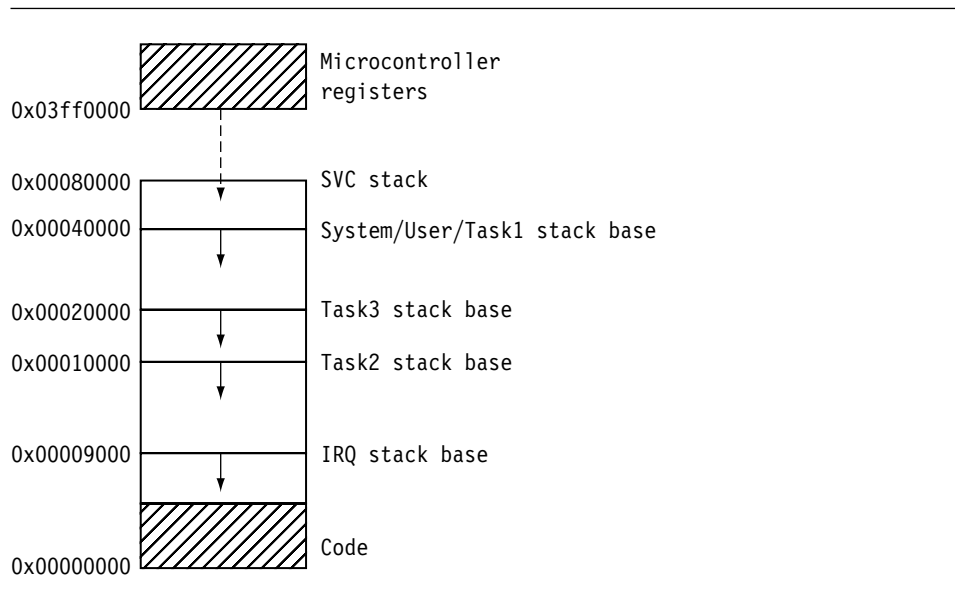 Microcontroller
registers
0x03ff0000
0x00080000 SVC stack
0x00040000 System/User/Task1 stack base
0x00020000 Task3 stack base
0x00010000 Task2 stack base
0x00009000 IRQ stack base
Code
0x00000000